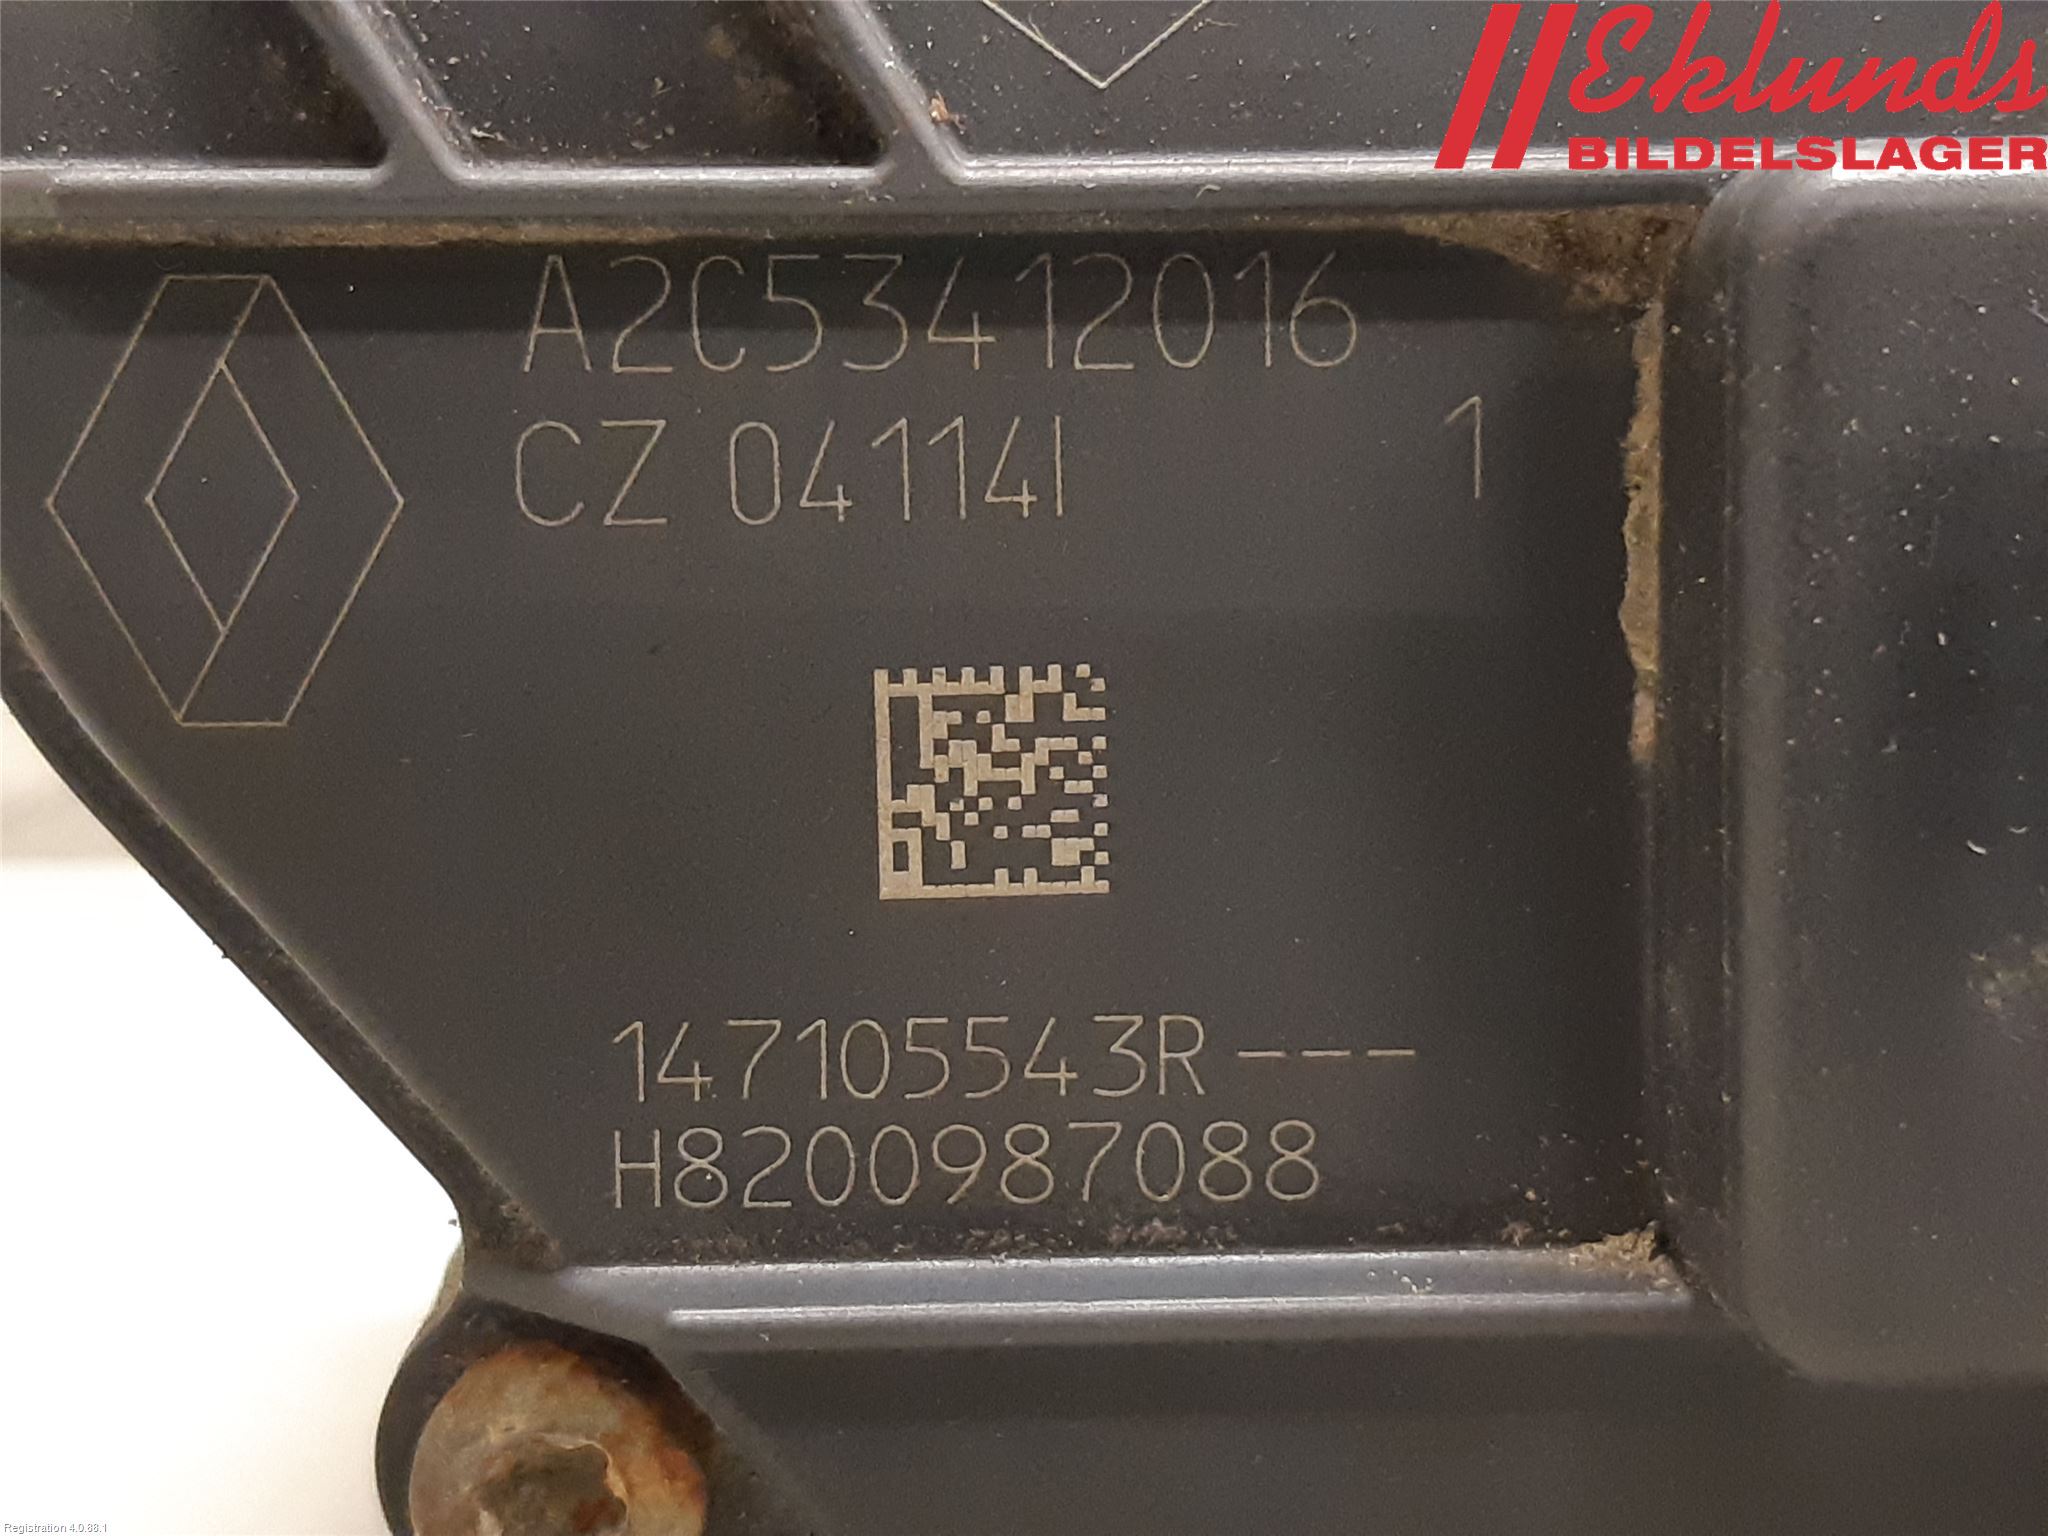 Eklunds
BILDELSLAGER
A2C53412016
CZ 04114I 1
147105543R---
H8200987088
Registration 4.0.88.1